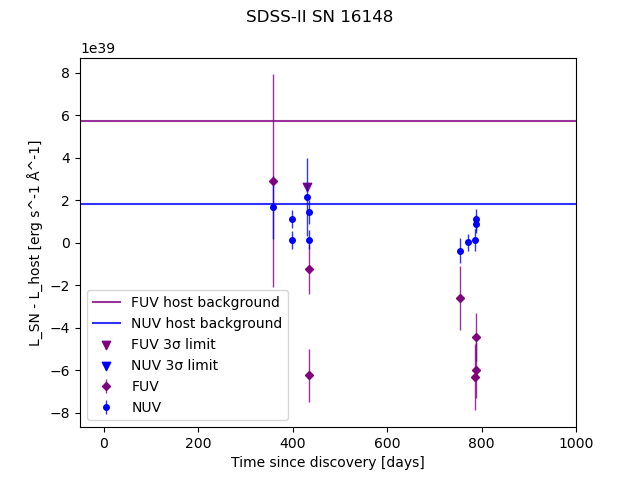 SDSS-II SN 16148
1e39
L_SN - L_host [erg s^-1 Å^-1]
8
6
4
2
0
−2
−4
−6
−8
FUV host background
NUV host background
FUV 3σ limit
NUV 3σ limit
FUV
NUV
0 200 400 600 800 1000
Time since discovery [days]